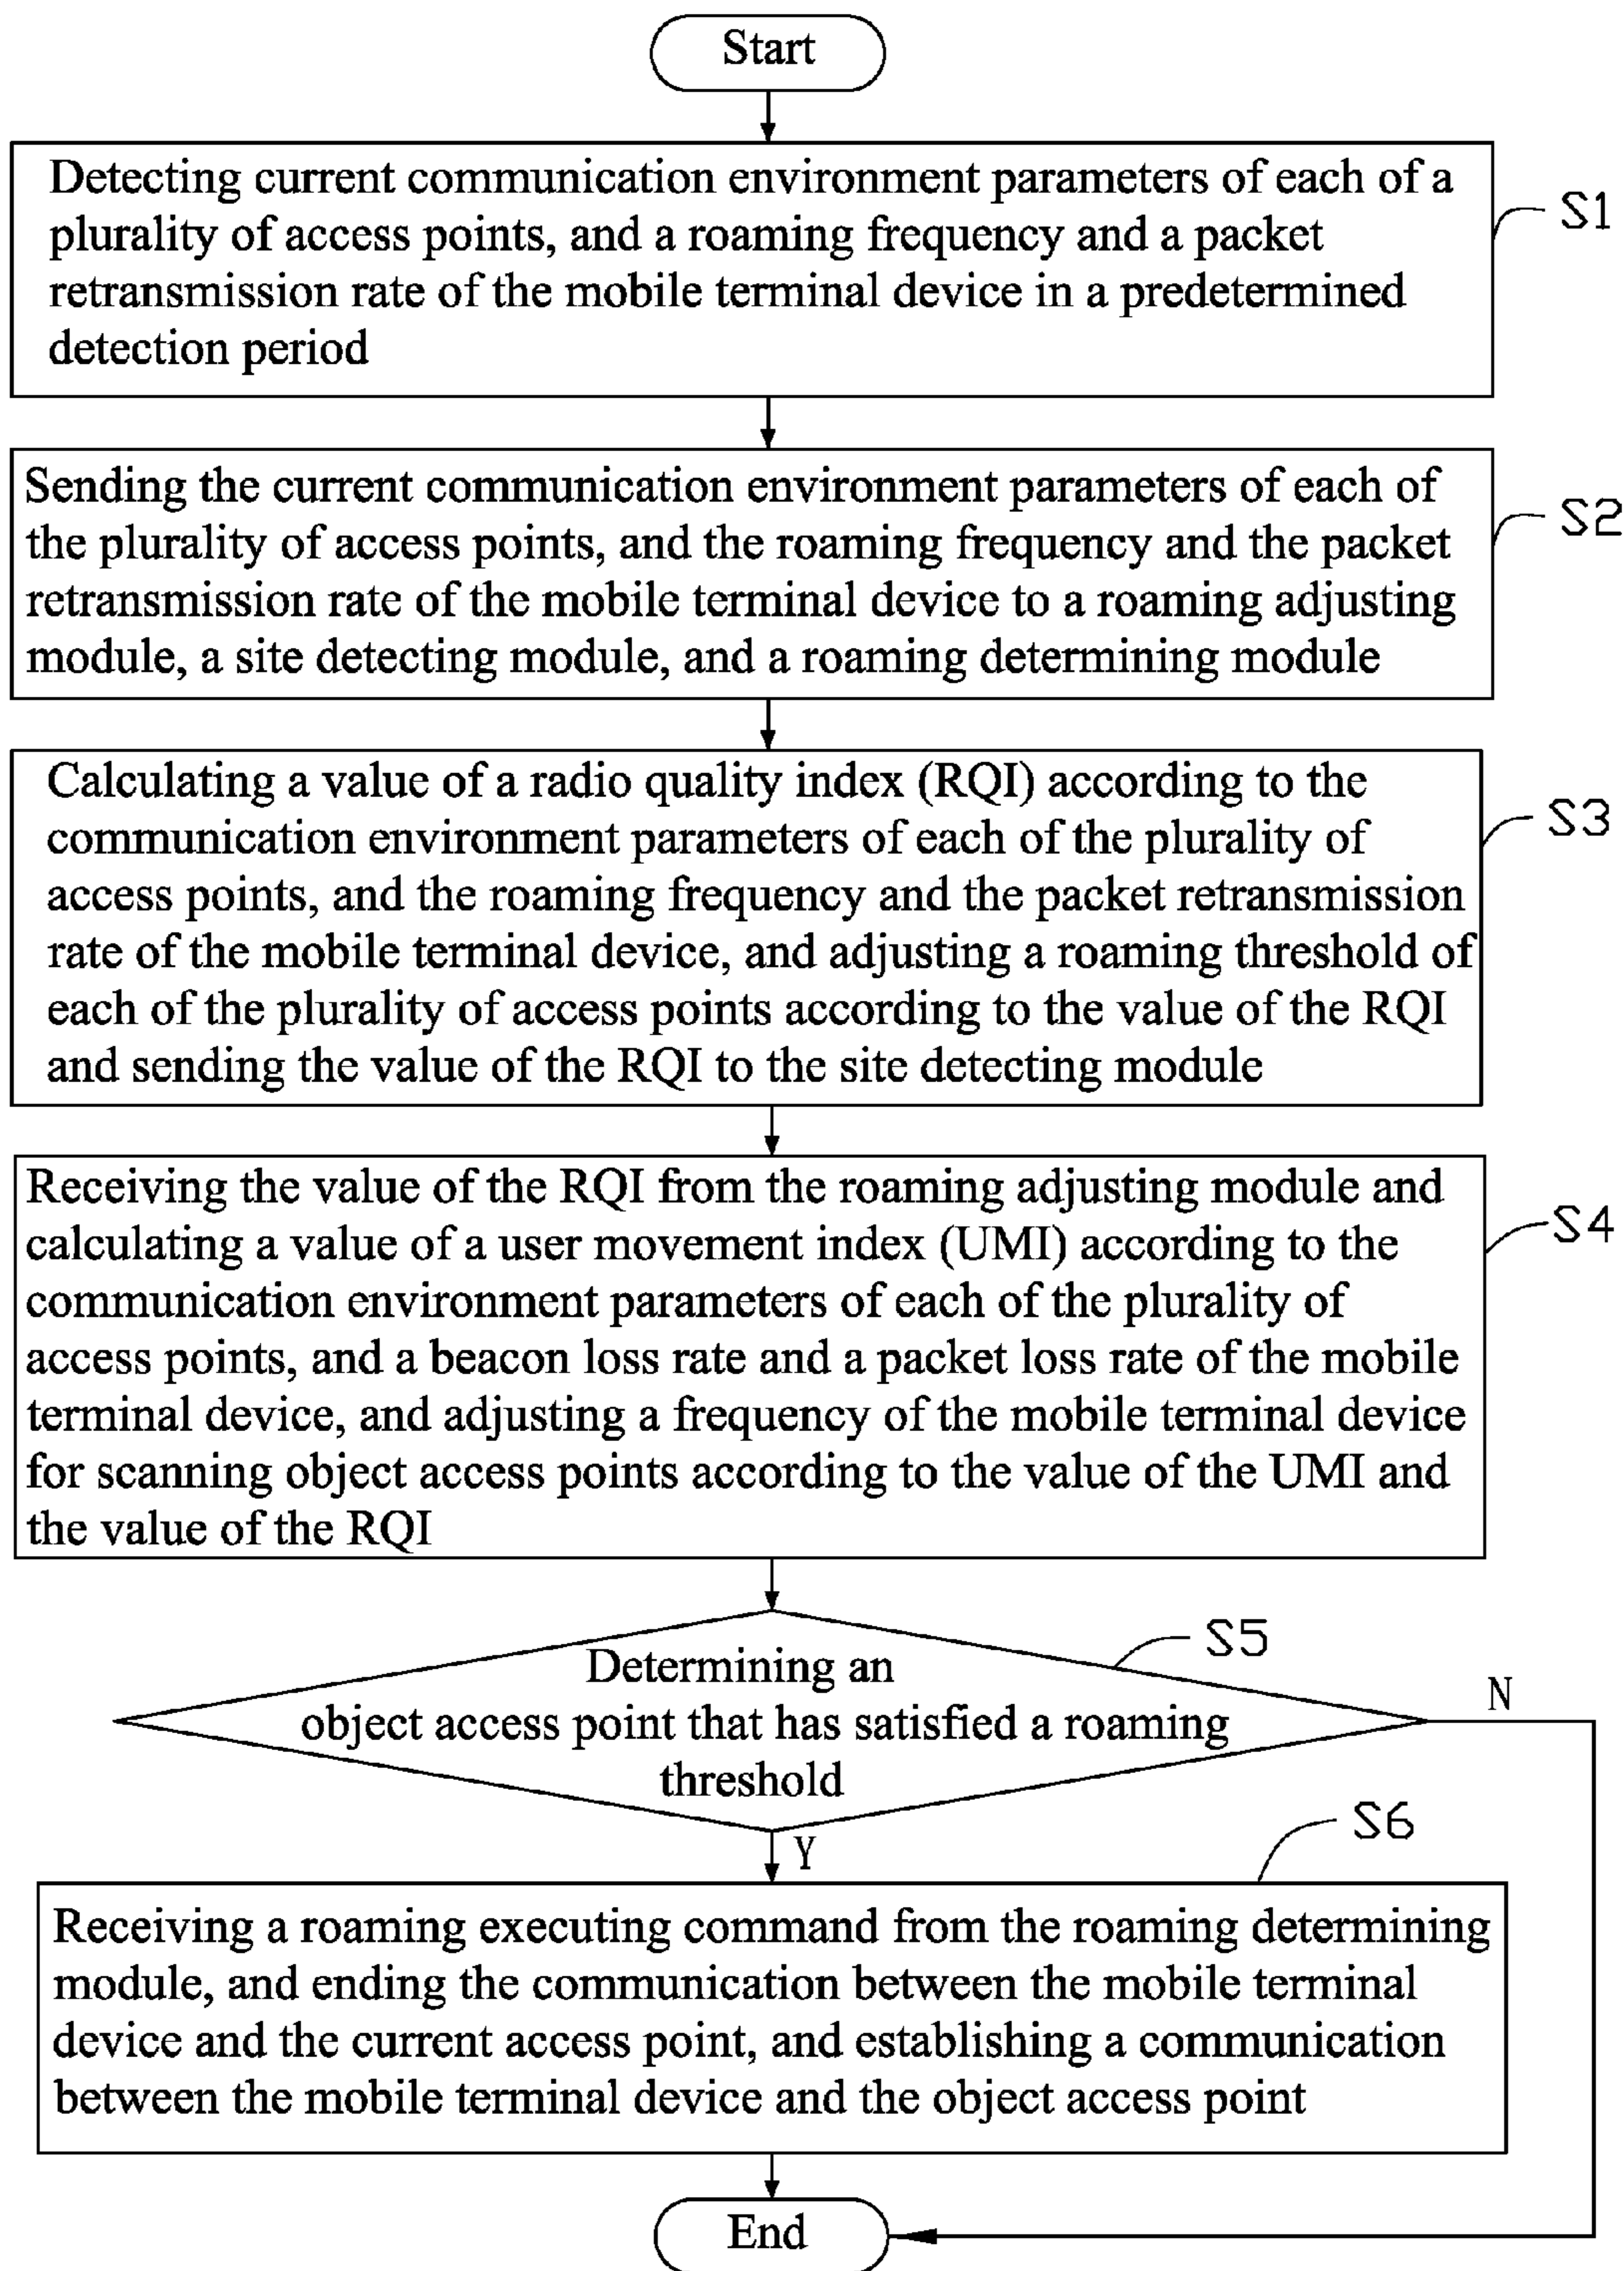 Start
Detecting current communication environment parameters of each of a
plurality of access points, and a roaming frequency and a packet
retransmission rate of the mobile terminal device in a predetermined
detection period
S1
Sending the current communication environment parameters of each of
the plurality of access points, and the roaming frequency and the packet
retransmission rate of the mobile terminal device to a roaming adjusting
module, a site detecting module, and a roaming determining module
S2
Calculating a value of a radio quality index (RQI) according to the
communication environment parameters of each of the plurality of
access points, and the roaming frequency and the packet retransmission
rate of the mobile terminal device, and adjusting a roaming threshold of
each of the plurality of access points according to the value of the RQI
and sending the value of the RQI to the site detecting module
S3
Receiving the value of the RQI from the roaming adjusting module and
calculating a value of a user movement index (UMI) according to the
communication environment parameters of each of the plurality of
access points, and a beacon loss rate and a packet loss rate of the mobile
terminal device, and adjusting a frequency of the mobile terminal device
for scanning object access points according to the value of the UMI and
the value of the RQI
S4
Determining an
object access point that has satisfied a roaming
threshold
S5
N
Y
S6
Receiving a roaming executing command from the roaming determining
module, and ending the communication between the mobile terminal
device and the current access point, and establishing a communication
between the mobile terminal device and the object access point
End